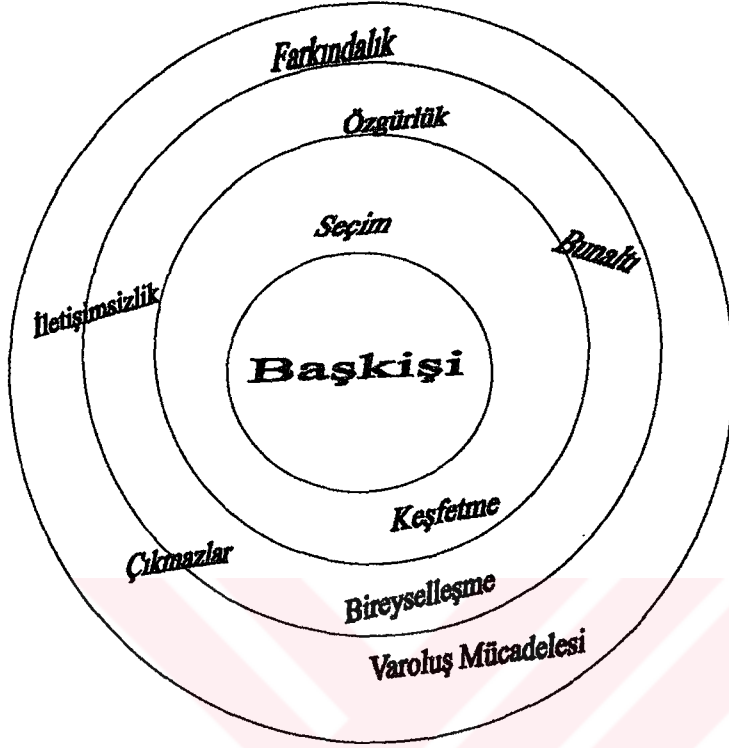 Farkındalık
Özgürlük
Seçim
Bunaltı
İletişimsizlik
Başkişi
Keşfetme
Çıkmazlar
Bireyselleşme
Varoluş Mücadelesi